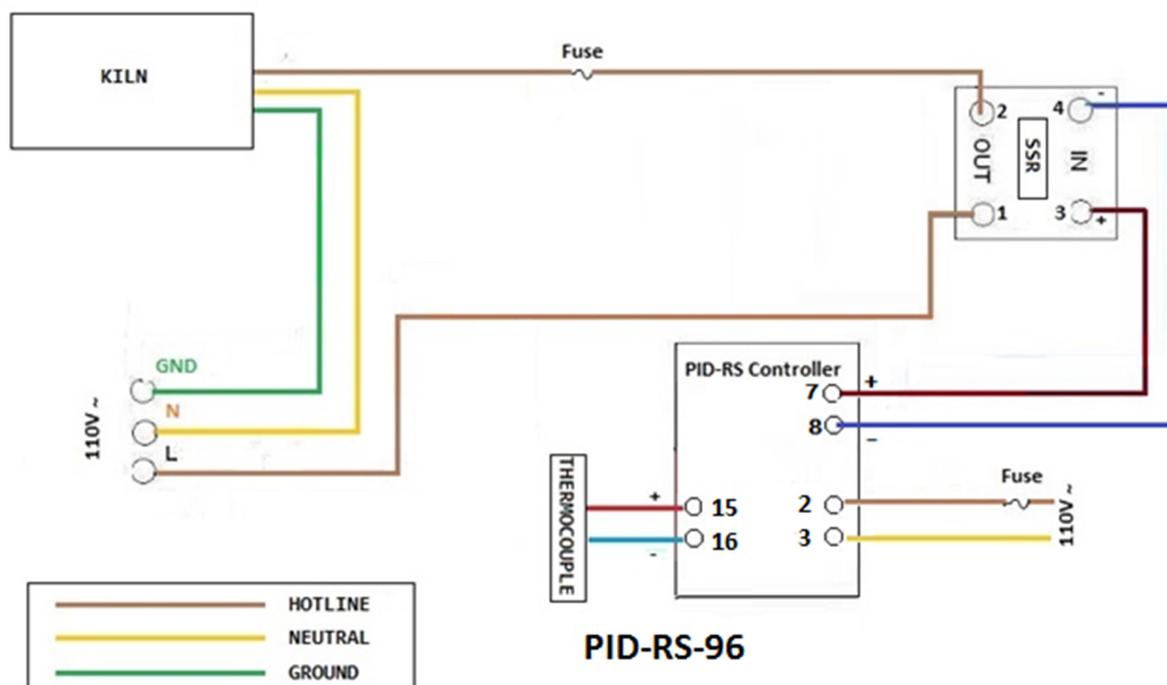 KILN
Fuse
2
4
-
OUT
SSR
IN
1
3
+
GND
N
L
110V ~
PID-RS Controller
7
+
8
-
THERMOCOUPLE
+
-
15
16
2
3
Fuse
110V ~
HOTLINE
NEUTRAL
GROUND
PID-RS-96